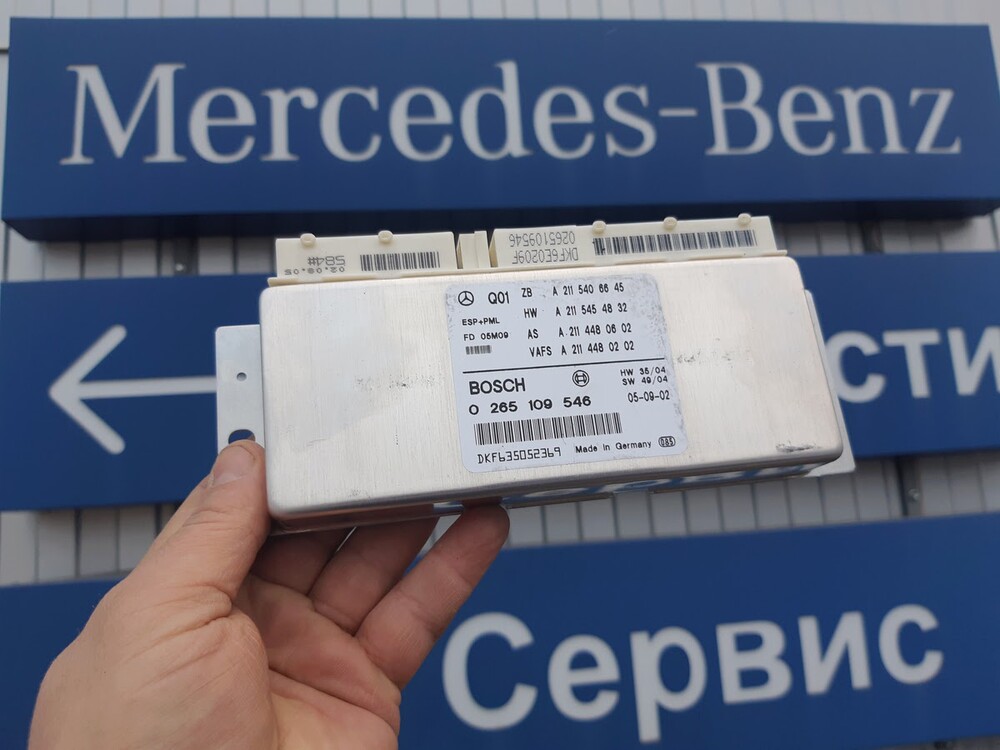 Mercedes-Benz
584#
02.08.05
DKF6E0209F
0265109546
Q01 ZB A 211 540 66 45
HW A 211 545 48 32
ESP+PML
AS A 211 448 06 02
FD 05M09
VAFS A 211 448 02 02
BOSCH
HW 35/04
SW 49/04
0 265 109 546
05-09-02
DKF6350S2369 Made in Germany
сти
Сервис